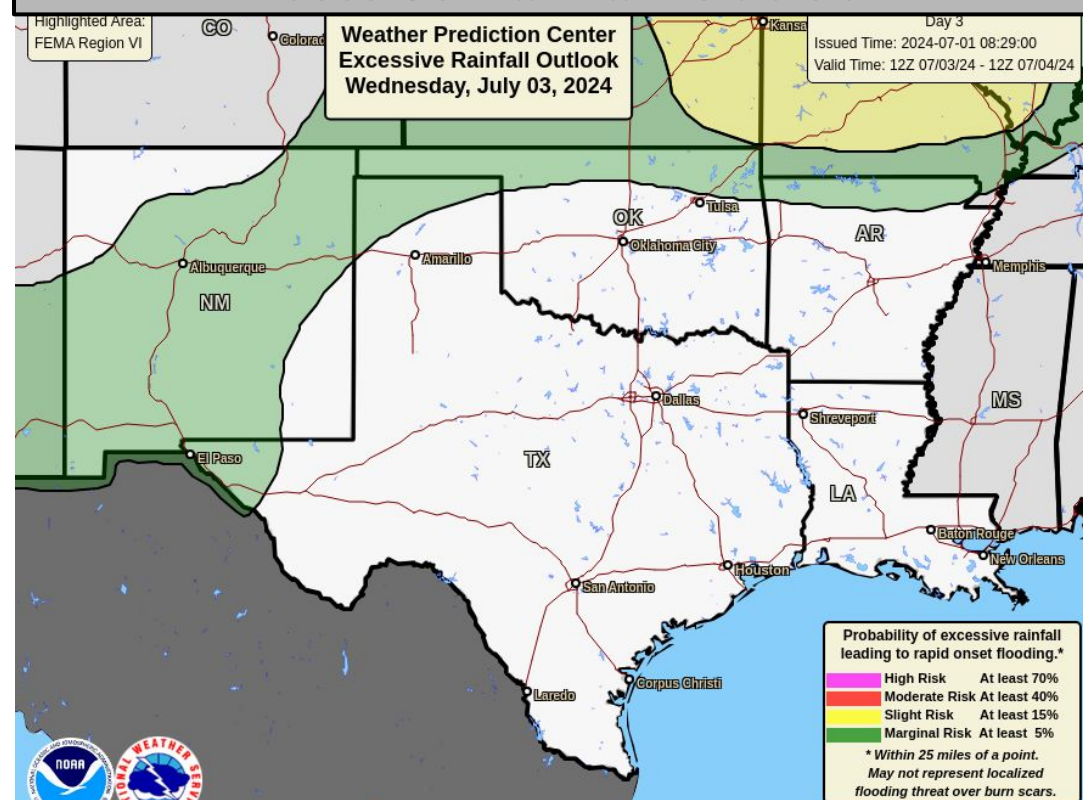 Highlighted Area:
FEMA Region VI
Weather Prediction Center
Excessive Rainfall Outlook
Wednesday, July 03, 2024
Day 3
Issued Time: 2024-07-01 08:29:00
Valid Time: 12Z 07/03/24 - 12Z 07/04/24
CO
Colorad
Kansa
Tulsa
OK
Oklahoma City
AR
Albuquerque
Amarillo
Memphis
NM
Dallas
MS
Shreveport
El Paso
TX
LA
Baton Rouge
New Orleans
Houston
San Antonio
Corpus Christi
Laredo
Probability of excessive rainfall
leading to rapid onset flooding.*
High Risk At least 70%
Moderate Risk At least 40%
Slight Risk At least 15%
Marginal Risk At least 5%
* Within 25 miles of a point.
May not represent localized
flooding threat over burn scars.
NOAA
WEATHER